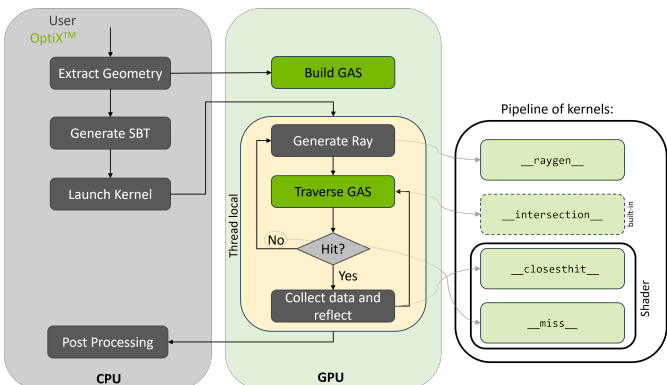 User
OptiX™
Extract Geometry
Generate SBT
Launch Kernel
Post Processing
CPU
Build GAS
Thread local
Generate Ray
Traverse GAS
Hit?
No
Yes
Collect data and
reflect
GPU
Pipeline of kernels:
__raygen__
__intersection__
built-in
__closesthit__
__miss__
Shader